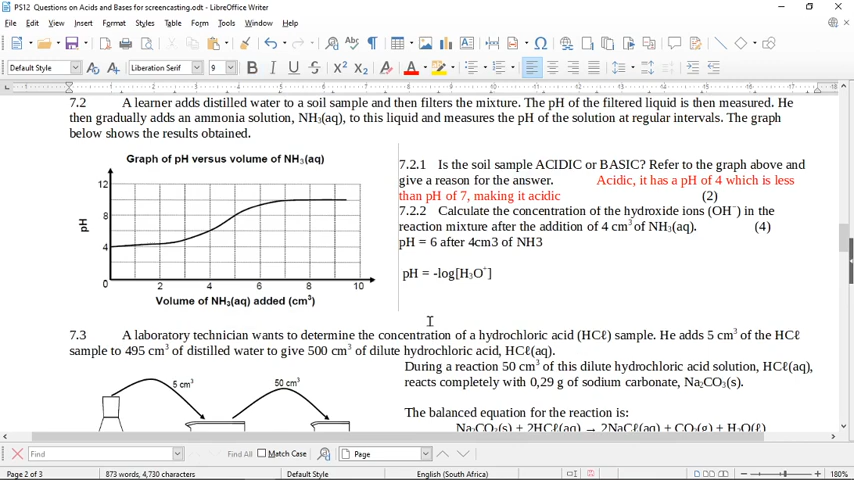 PS12 Questions on Acids and Bases for screencasting.odt - LibreOffice Writer
File Edit View Insert Format Styles Table Form Tools Window Help
Default Style Liberation Serif 9
7.2 A learner adds distilled water to a soil sample and then filters the mixture. The pH of the filtered liquid is then measured. He
then gradually adds an ammonia solution, NH₃(aq), to this liquid and measures the pH of the solution at regular intervals. The graph
below shows the results obtained.
Graph of pH versus volume of NH₃(aq)
12
8
pH
4
0 2 4 6 8 10
Volume of NH₃(aq) added (cm³)
7.2.1 Is the soil sample ACIDIC or BASIC? Refer to the graph above and
give a reason for the answer. Acidic, it has a pH of 4 which is less
than pH of 7, making it acidic (2)
7.2.2 Calculate the concentration of the hydroxide ions (OH⁻) in the
reaction mixture after the addition of 4 cm³ of NH₃(aq). (4)
pH = 6 after 4cm3 of NH3
pH = -log[H₃O⁺]
7.3 A laboratory technician wants to determine the concentration of a hydrochloric acid (HCℓ) sample. He adds 5 cm³ of the HCℓ
sample to 495 cm³ of distilled water to give 500 cm³ of dilute hydrochloric acid, HCℓ(aq).
During a reaction 50 cm³ of this dilute hydrochloric acid solution, HCℓ(aq),
reacts completely with 0,29 g of sodium carbonate, Na₂CO₃(s).
5 cm³ 50 cm³
The balanced equation for the reaction is:
Na₂CO₃(s) + 2HCℓ(aq) → 2NaCℓ(aq) + CO₂(g) + H₂O(ℓ)
Find Find All Match Case Page
Page 2 of 3 873 words, 4,730 characters Default Style English (South Africa) 180%